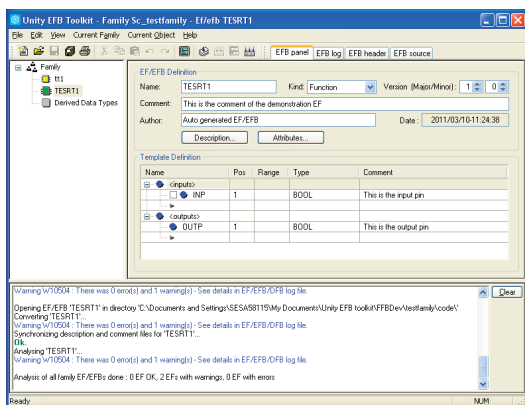 Unity EFB Toolkit - Family Sc_testfamily - Ef/efb TESRT1
File Edit View Current Family Current Object Help
EFB panel EFB log EFB header EFB source
Family
tt1
TESRT1
Derived Data Types
EF/EFB Definition
Name: TESRT1 Kind: Function Version (Major/Minor): 1 0
Comment: This is the comment of the demonstration EF
Author: Auto generated EF/EFB Date: 2011/03/10-11:24:38
Description... Attributes...
Template Definition
Name Pos Range Type Comment
<inputs>
INP 1 BOOL This is the input pin
<outputs>
OUTP 1 BOOL This is the output pin
Warning W10504 : There was 0 error(s) and 1 warning(s) - See details in EF/EFB/DFB log file.
Clear
Opening EF/EFB 'TESRT1' in directory 'C:\Documents and Settings\SESA58115\My Documents\Unity EFB toolkit\FFBDev\testfamily\code\'
Converting 'TESRT1'...
Warning W10504 : There was 0 error(s) and 1 warning(s) - See details in EF/EFB/DFB log file.
Synchronizing description and comment files for 'TESRT1'...
Ok.
Analysing 'TESRT1'...
Warning W10504 : There was 0 error(s) and 1 warning(s) - See details in EF/EFB/DFB log file.
Analysis of all family EF/EFBs done : 0 EF OK, 2 EFs with warnings, 0 EF with errors
Ready NUM